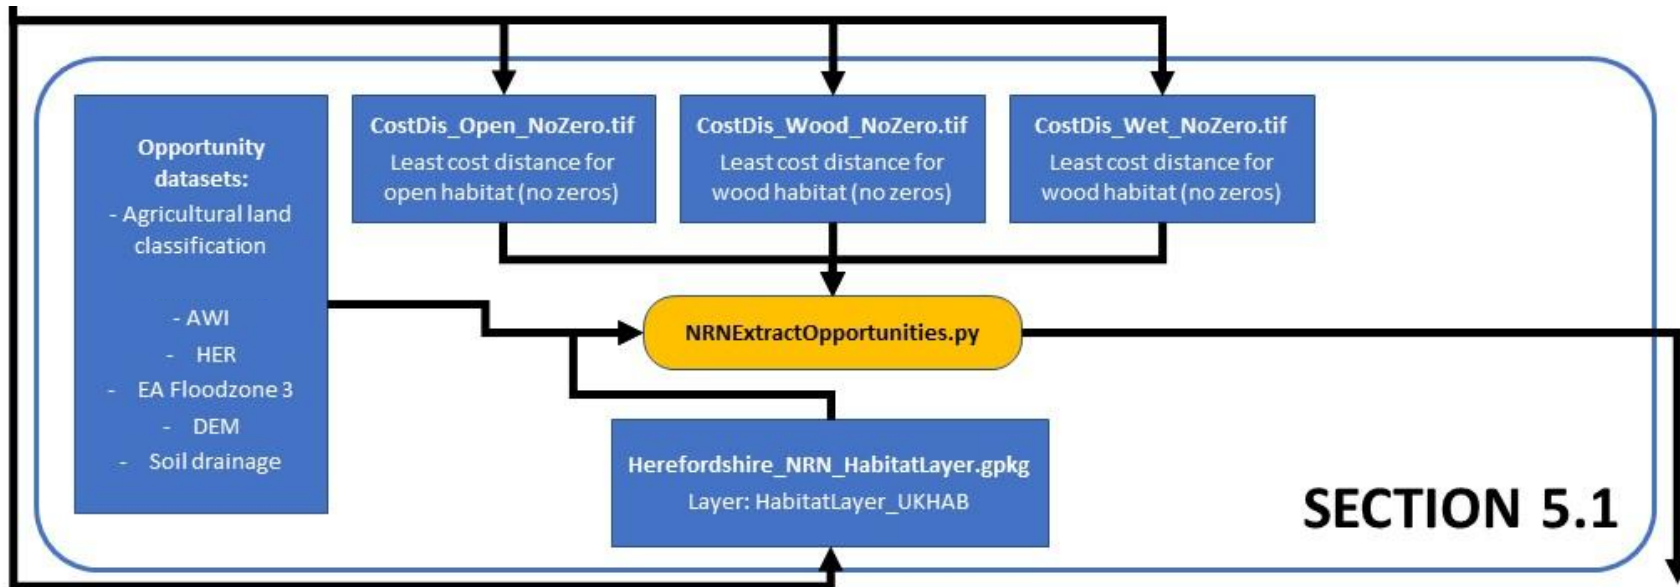 Opportunity
datasets:
- Agricultural land
classification
- AWI
- HER
- EA Floodzone 3
- DEM
- Soil drainage
CostDis_Open_NoZero.tif
Least cost distance for
open habitat (no zeros)
CostDis_Wood_NoZero.tif
Least cost distance for
wood habitat (no zeros)
CostDis_Wet_NoZero.tif
Least cost distance for
wood habitat (no zeros)
NRNExtractOpportunities.py
Herefordshire_NRN_HabitatLayer.gpkg
Layer: HabitatLayer_UKHAB
SECTION 5.1